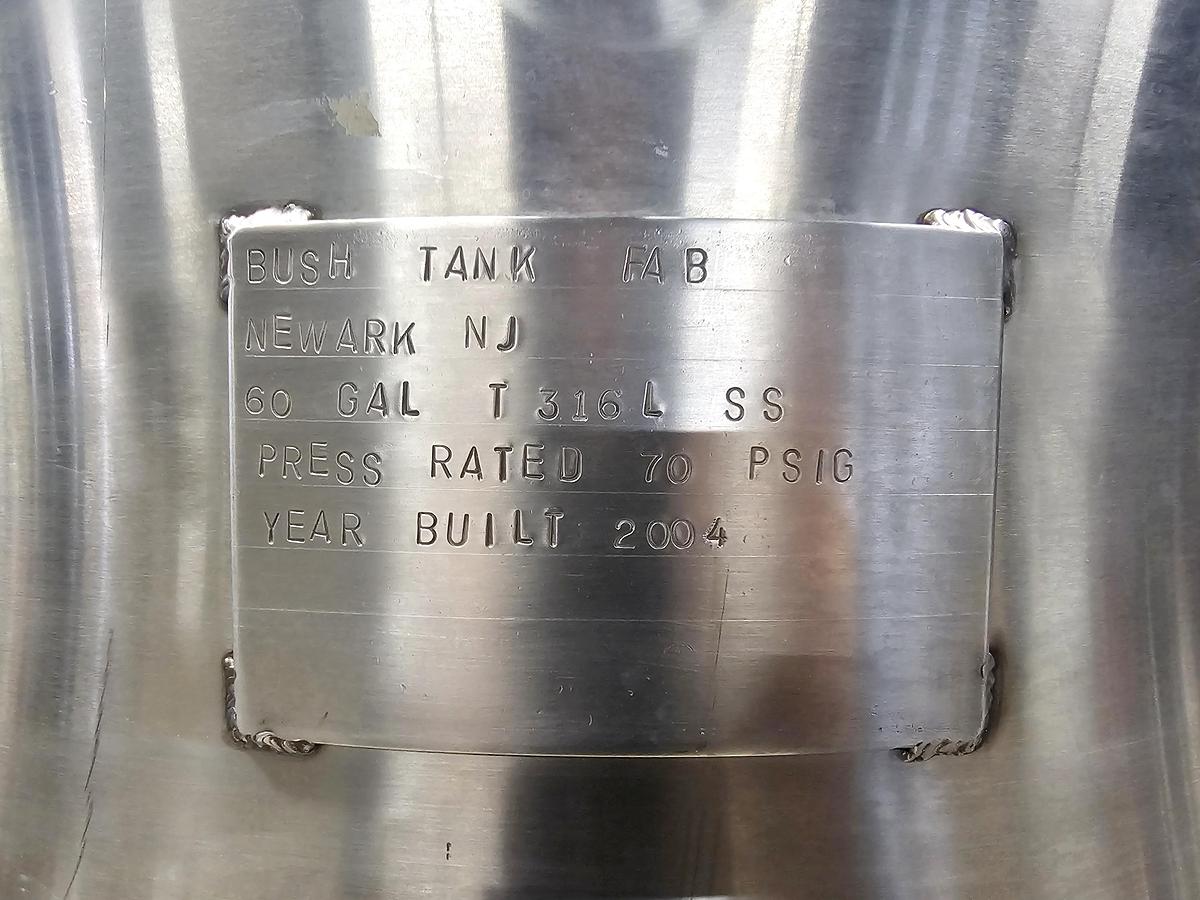 BUSH TANK FAB
NEWARK NJ
60 GAL T 316 L SS
PRESS RATED 70 PSIG
YEAR BUILT 2004